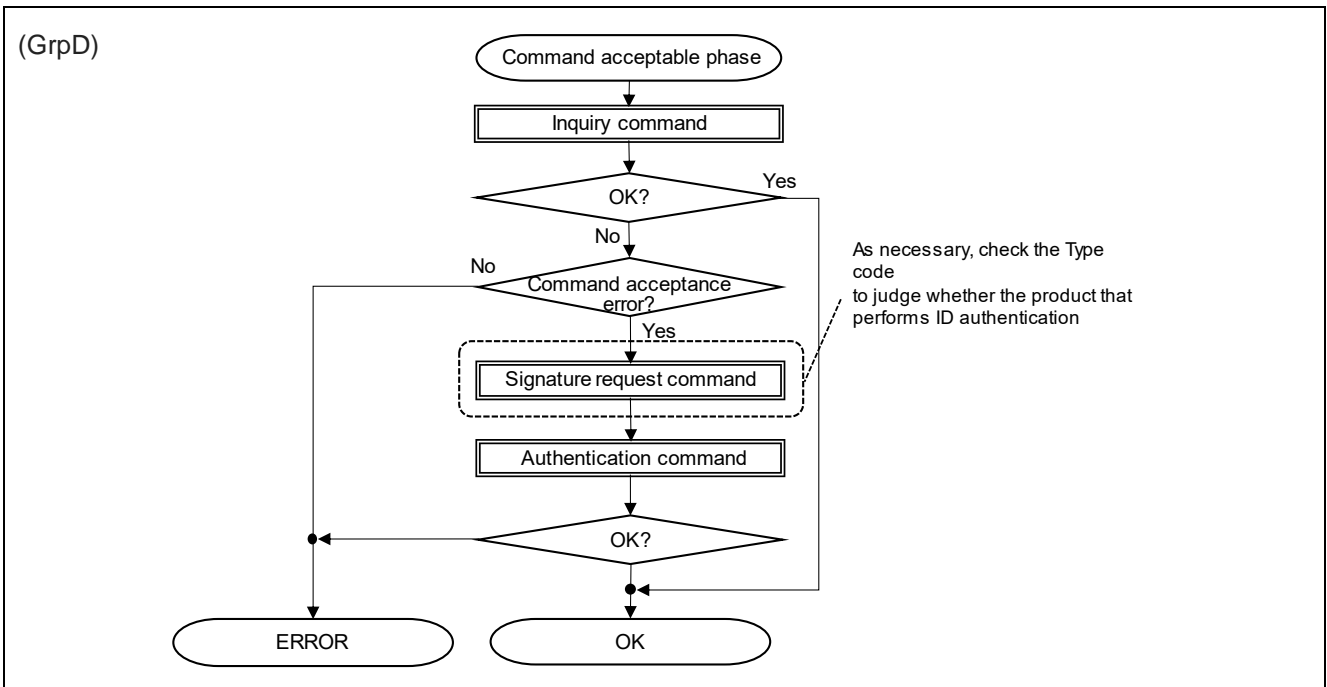 (GrpD)
Command acceptable phase
Inquiry command
OK?
Yes
No
Command acceptance
error?
No
Yes
As necessary, check the Type
code
to judge whether the product that
performs ID authentication
Signature request command
Authentication command
OK?
ERROR
OK